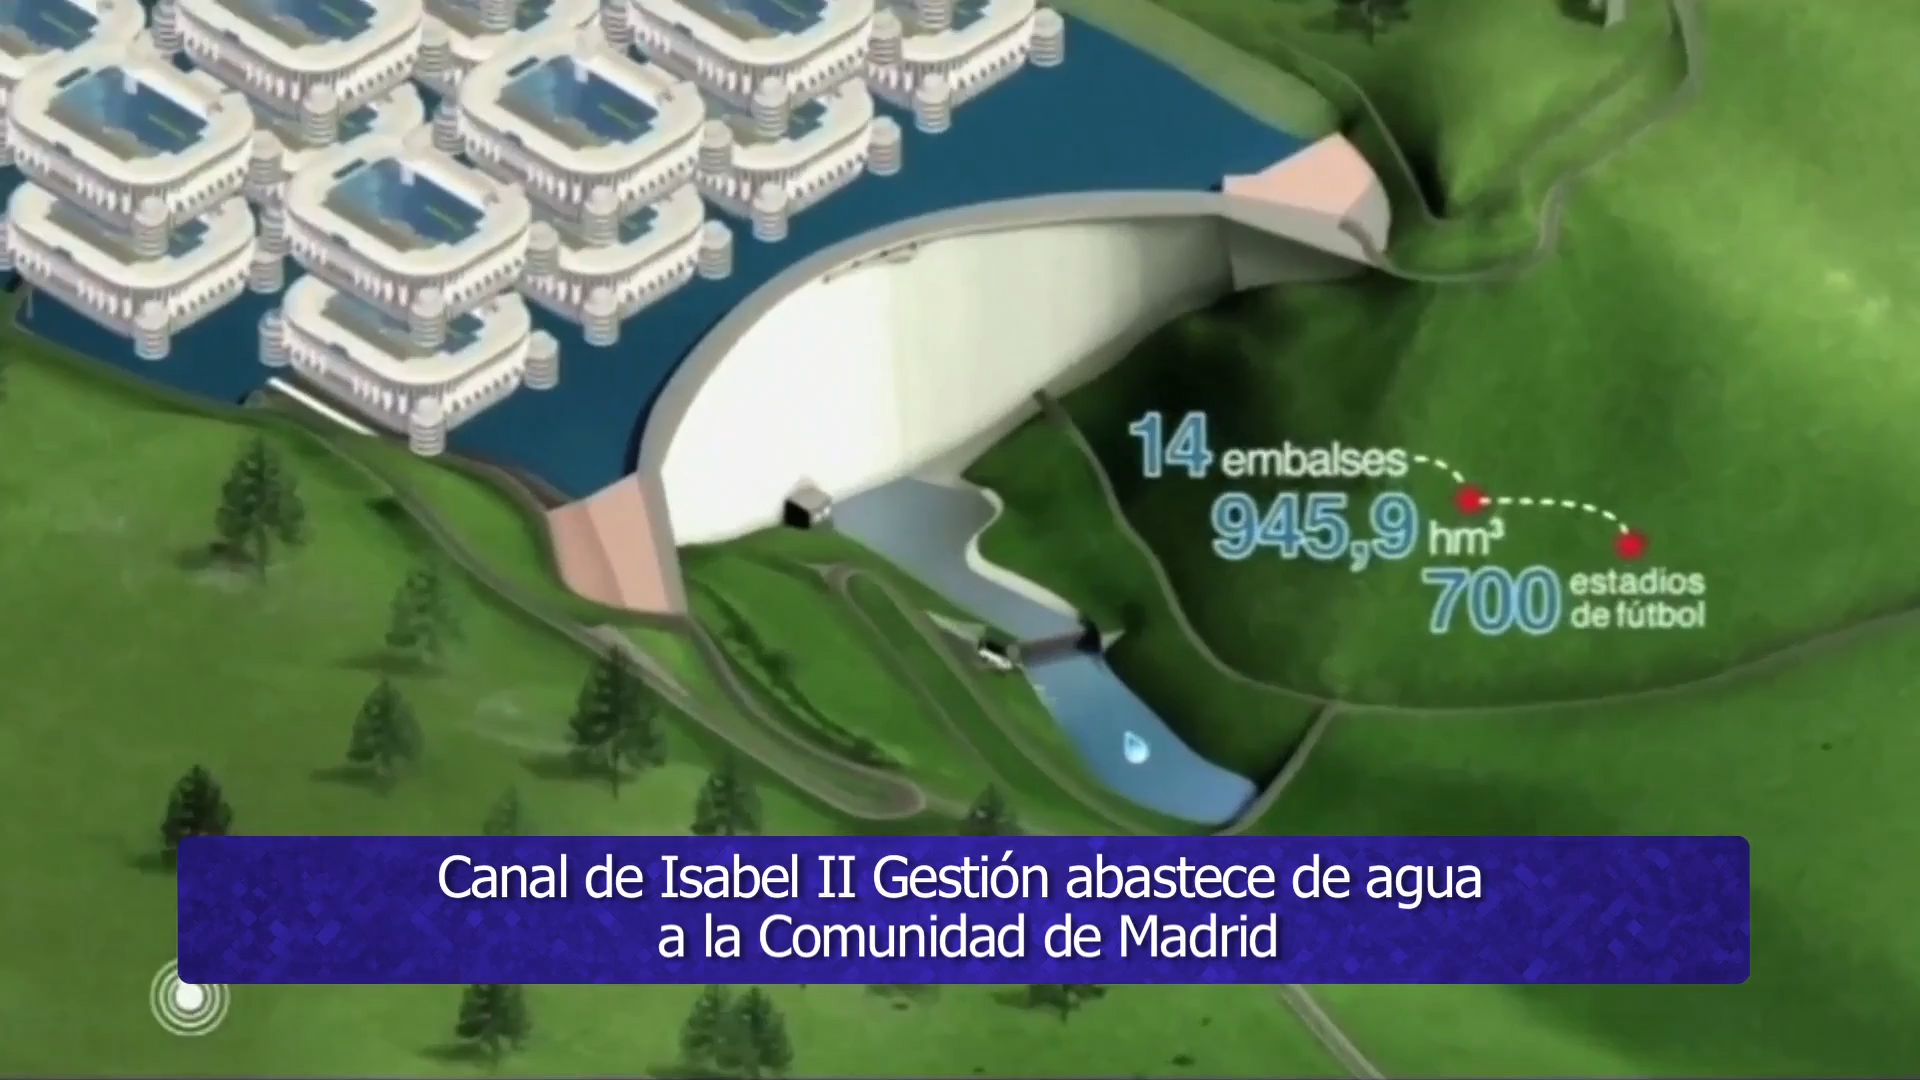 14 embalses
945,9 hm³
700 estadios
de fútbol
Canal de Isabel II Gestión abastece de agua
a la Comunidad de Madrid